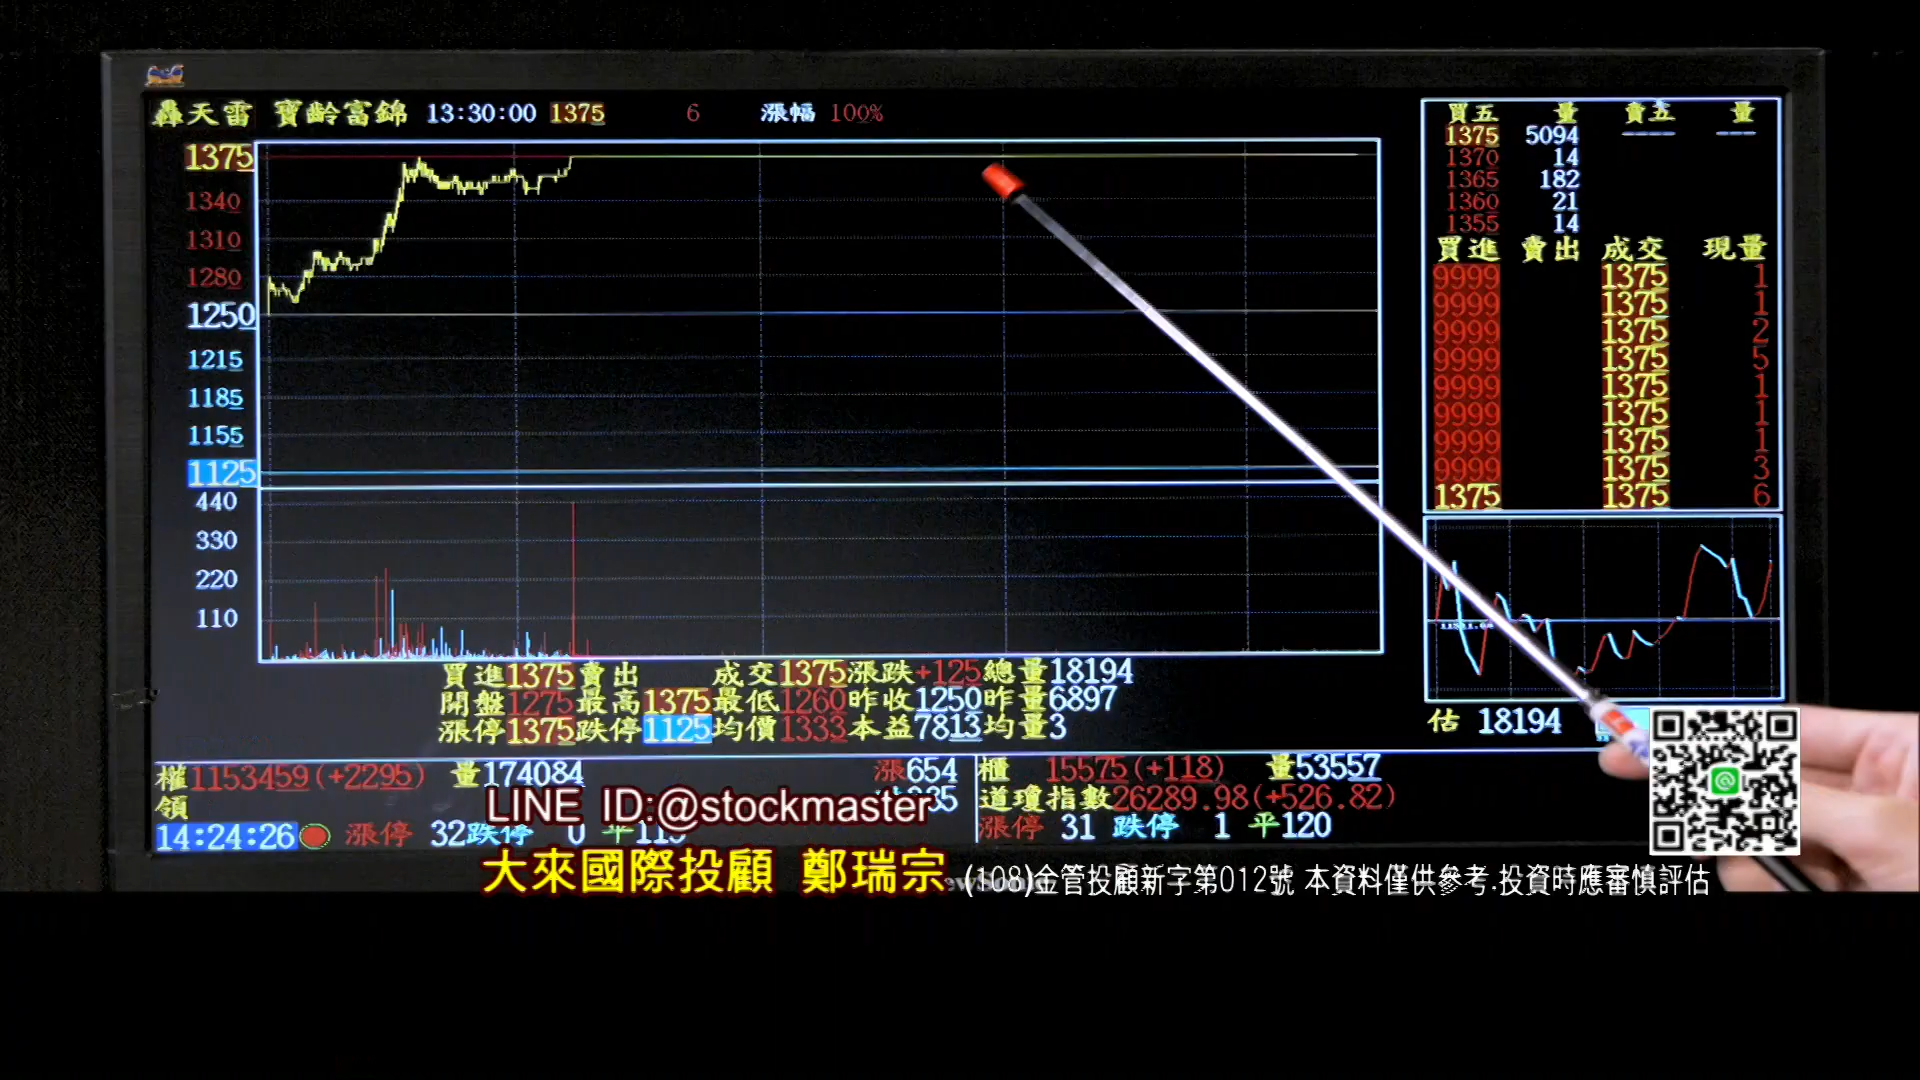 轟天雷 寶齡富錦 13:30:00 1375 6 漲幅 100%
1375
1340
1310
1280
1250
1215
1185
1155
1125
440
330
220
110
買進1375賣出 成交1375漲跌+125總量18194
開盤1275最高1375最低1260昨收1250昨量6897
漲停1375跌停1125均價1333本益7813均量3
買五 量 賣五 量
1375 5094 ---- ---
1370 14
1365 182
1360 21
1355 14
買進 賣出 成交 現量
9999 1375 1
9999 1375 1
9999 1375 2
9999 1375 5
9999 1375 1
9999 1375 1
9999 1375 1
9999 1375 3
1375 1375 6
估 18194
權1153459(+2295) 量174084 漲654
領
14:24:26 漲停 32跌停 0 平
櫃 15575(+118) 量53557
道瓊指數26289.98(+526.82)
漲停 31 跌停 1 平120
LINE ID:@stockmaster
大來國際投顧 鄭瑞宗
(108)金管投顧新字第012號 本資料僅供參考.投資時應審慎評估